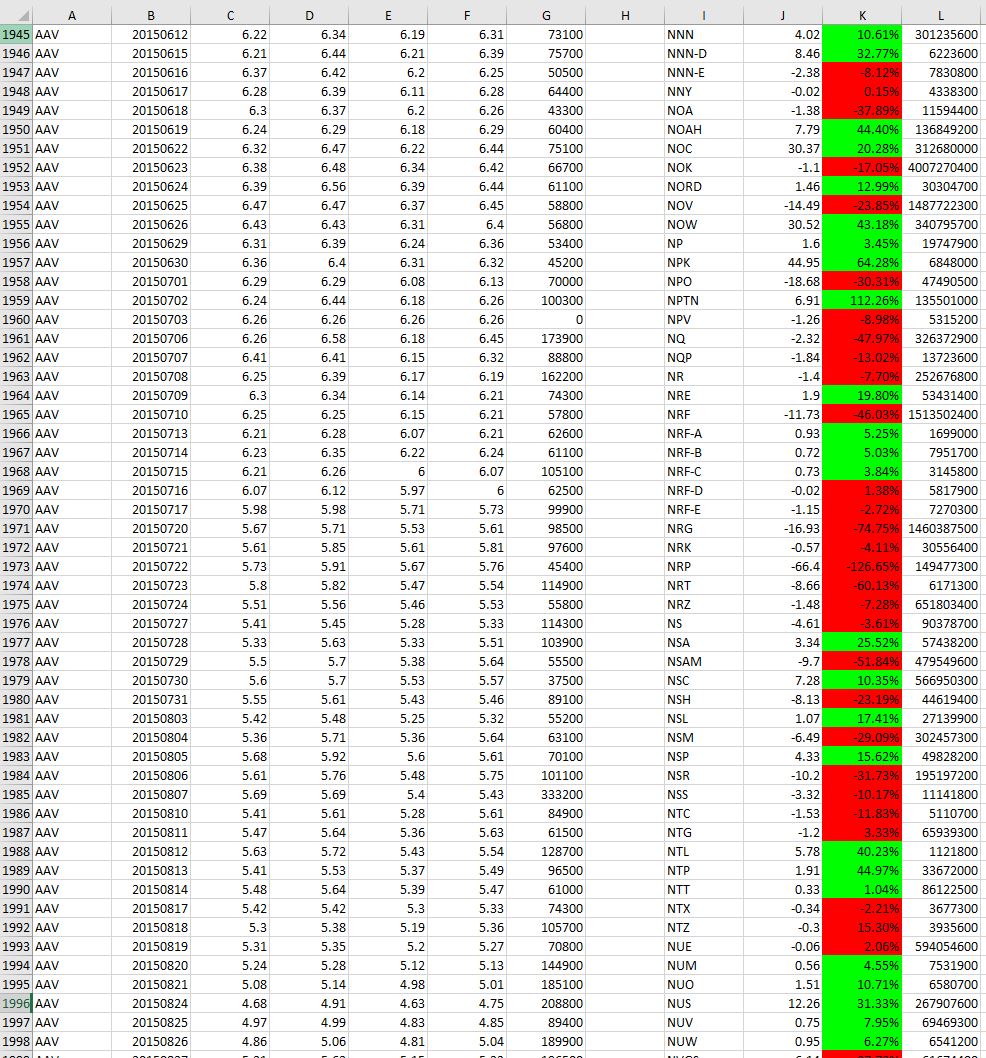 A B C D E F G H I J K L
1945 AAV 20150612 6.22 6.34 6.19 6.31 73100 NNN 4.02 10.61% 301235600
1946 AAV 20150615 6.21 6.44 6.21 6.39 75700 NNN-D 8.46 32.77% 6223600
1947 AAV 20150616 6.37 6.42 6.2 6.25 50500 NNN-E -2.38 -8.12% 7830800
1948 AAV 20150617 6.28 6.39 6.11 6.28 64400 NNY -0.02 0.15% 4338300
1949 AAV 20150618 6.3 6.37 6.2 6.26 43300 NOA -1.38 -37.89% 11594400
1950 AAV 20150619 6.24 6.29 6.18 6.29 60400 NOAH 7.79 44.40% 136849200
1951 AAV 20150622 6.32 6.47 6.22 6.44 75100 NOC 30.37 20.28% 312680000
1952 AAV 20150623 6.38 6.48 6.34 6.42 66700 NOK -1.1 -17.05% 4007270400
1953 AAV 20150624 6.39 6.56 6.39 6.44 61100 NORD 1.46 12.99% 30304700
1954 AAV 20150625 6.47 6.47 6.37 6.45 58800 NOV -14.49 -23.85% 1487722300
1955 AAV 20150626 6.43 6.43 6.31 6.4 56800 NOW 30.52 43.18% 340795700
1956 AAV 20150629 6.31 6.39 6.24 6.36 53400 NP 1.6 3.45% 19747900
1957 AAV 20150630 6.36 6.4 6.31 6.32 45200 NPK 44.95 64.28% 6848000
1958 AAV 20150701 6.29 6.29 6.08 6.13 70000 NPO -18.68 -30.31% 47490500
1959 AAV 20150702 6.24 6.44 6.18 6.26 100300 NPTN 6.91 112.26% 135501000
1960 AAV 20150703 6.26 6.26 6.26 6.26 0 NPV -1.26 -8.98% 5315200
1961 AAV 20150706 6.26 6.58 6.18 6.45 173900 NQ -2.32 -47.97% 326372900
1962 AAV 20150707 6.41 6.41 6.15 6.32 88800 NQP -1.84 -13.02% 13723600
1963 AAV 20150708 6.25 6.39 6.17 6.19 162200 NR -1.4 -7.70% 252676800
1964 AAV 20150709 6.3 6.34 6.14 6.21 74300 NRE 1.9 19.80% 53431400
1965 AAV 20150710 6.25 6.25 6.15 6.21 57800 NRF -11.73 -46.03% 1513502400
1966 AAV 20150713 6.21 6.28 6.07 6.21 62600 NRF-A 0.93 5.25% 1699000
1967 AAV 20150714 6.23 6.35 6.22 6.24 61100 NRF-B 0.72 5.03% 7951700
1968 AAV 20150715 6.21 6.26 6 6.07 105100 NRF-C 0.73 3.84% 3145800
1969 AAV 20150716 6.07 6.12 5.97 6 62500 NRF-D -0.02 1.38% 5817900
1970 AAV 20150717 5.98 5.98 5.71 5.73 99900 NRF-E -1.15 -2.72% 7270300
1971 AAV 20150720 5.67 5.71 5.53 5.61 98500 NRG -16.93 -74.75% 1460387500
1972 AAV 20150721 5.61 5.85 5.61 5.81 97600 NRK -0.57 -4.11% 30556400
1973 AAV 20150722 5.73 5.91 5.67 5.76 45400 NRP -66.4 -126.65% 149477300
1974 AAV 20150723 5.8 5.82 5.47 5.54 114900 NRT -8.66 -60.13% 6171300
1975 AAV 20150724 5.51 5.56 5.46 5.53 55800 NRZ -1.48 -7.28% 651803400
1976 AAV 20150727 5.41 5.45 5.28 5.33 114300 NS -4.61 -3.61% 90378700
1977 AAV 20150728 5.33 5.63 5.33 5.51 103900 NSA 3.34 25.52% 57438200
1978 AAV 20150729 5.5 5.7 5.38 5.64 55500 NSAM -9.7 -51.84% 479549600
1979 AAV 20150730 5.6 5.7 5.53 5.57 37500 NSC 7.28 10.35% 566950300
1980 AAV 20150731 5.55 5.61 5.43 5.46 89100 NSH -8.13 -23.19% 44619400
1981 AAV 20150803 5.42 5.48 5.25 5.32 55200 NSL 1.07 17.41% 27139900
1982 AAV 20150804 5.36 5.71 5.36 5.64 63100 NSM -6.49 -29.09% 302457300
1983 AAV 20150805 5.68 5.92 5.6 5.61 70100 NSP 4.33 15.62% 49828200
1984 AAV 20150806 5.61 5.76 5.48 5.75 101100 NSR -10.2 -31.73% 195197200
1985 AAV 20150807 5.69 5.69 5.4 5.43 333200 NSS -3.32 -10.17% 11141800
1986 AAV 20150810 5.41 5.61 5.28 5.61 84900 NTC -1.53 -11.83% 5110700
1987 AAV 20150811 5.47 5.64 5.36 5.63 61500 NTG -1.2 3.33% 65939300
1988 AAV 20150812 5.63 5.72 5.43 5.54 128700 NTL 5.78 40.23% 1121800
1989 AAV 20150813 5.41 5.53 5.37 5.49 96500 NTP 1.91 44.97% 33672000
1990 AAV 20150814 5.48 5.64 5.39 5.47 61000 NTT 0.33 1.04% 86122500
1991 AAV 20150817 5.42 5.42 5.3 5.33 74300 NTX -0.34 -2.21% 3677300
1992 AAV 20150818 5.3 5.38 5.19 5.36 105700 NTZ -0.3 15.30% 3935600
1993 AAV 20150819 5.31 5.35 5.2 5.27 70800 NUE -0.06 2.06% 594054600
1994 AAV 20150820 5.24 5.28 5.12 5.13 144900 NUM 0.56 4.55% 7531900
1995 AAV 20150821 5.08 5.14 4.98 5.01 185100 NUO 1.51 10.71% 6580700
1996 AAV 20150824 4.68 4.91 4.63 4.75 208800 NUS 12.26 31.33% 267907600
1997 AAV 20150825 4.97 4.99 4.83 4.85 89400 NUV 0.75 7.95% 69469300
1998 AAV 20150826 4.86 5.06 4.81 5.04 189900 NUW 0.95 6.27% 6541200